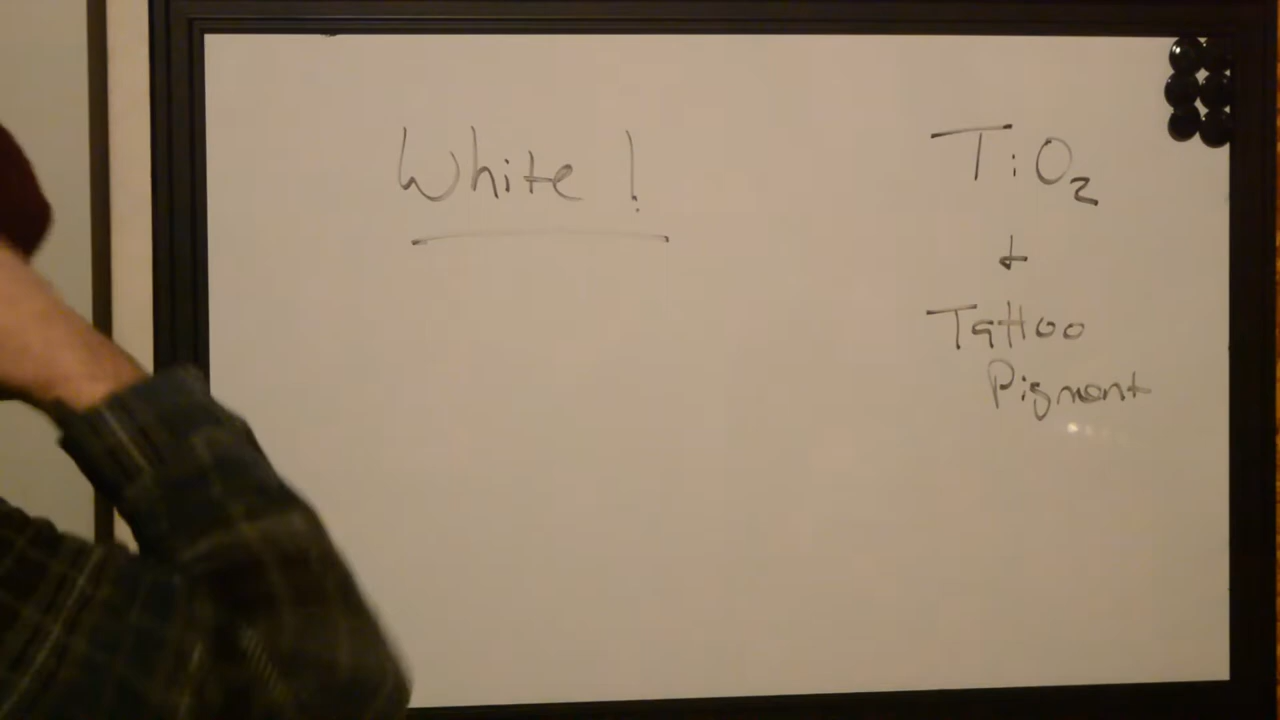 White!
TiO₂
+
Tattoo
Pigment